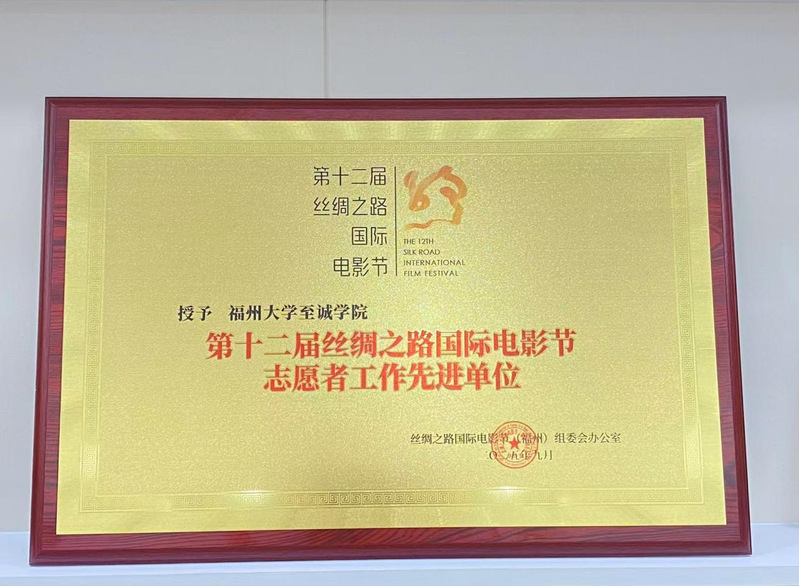 第十二届
丝绸之路
国际
电影节
THE 12TH
SILK ROAD
INTERNATIONAL
FILM FESTIVAL
授予 福州大学至诚学院
第十二届丝绸之路国际电影节
志愿者工作先进单位
丝绸之路国际电影节（福州）组委会办公室
年九月